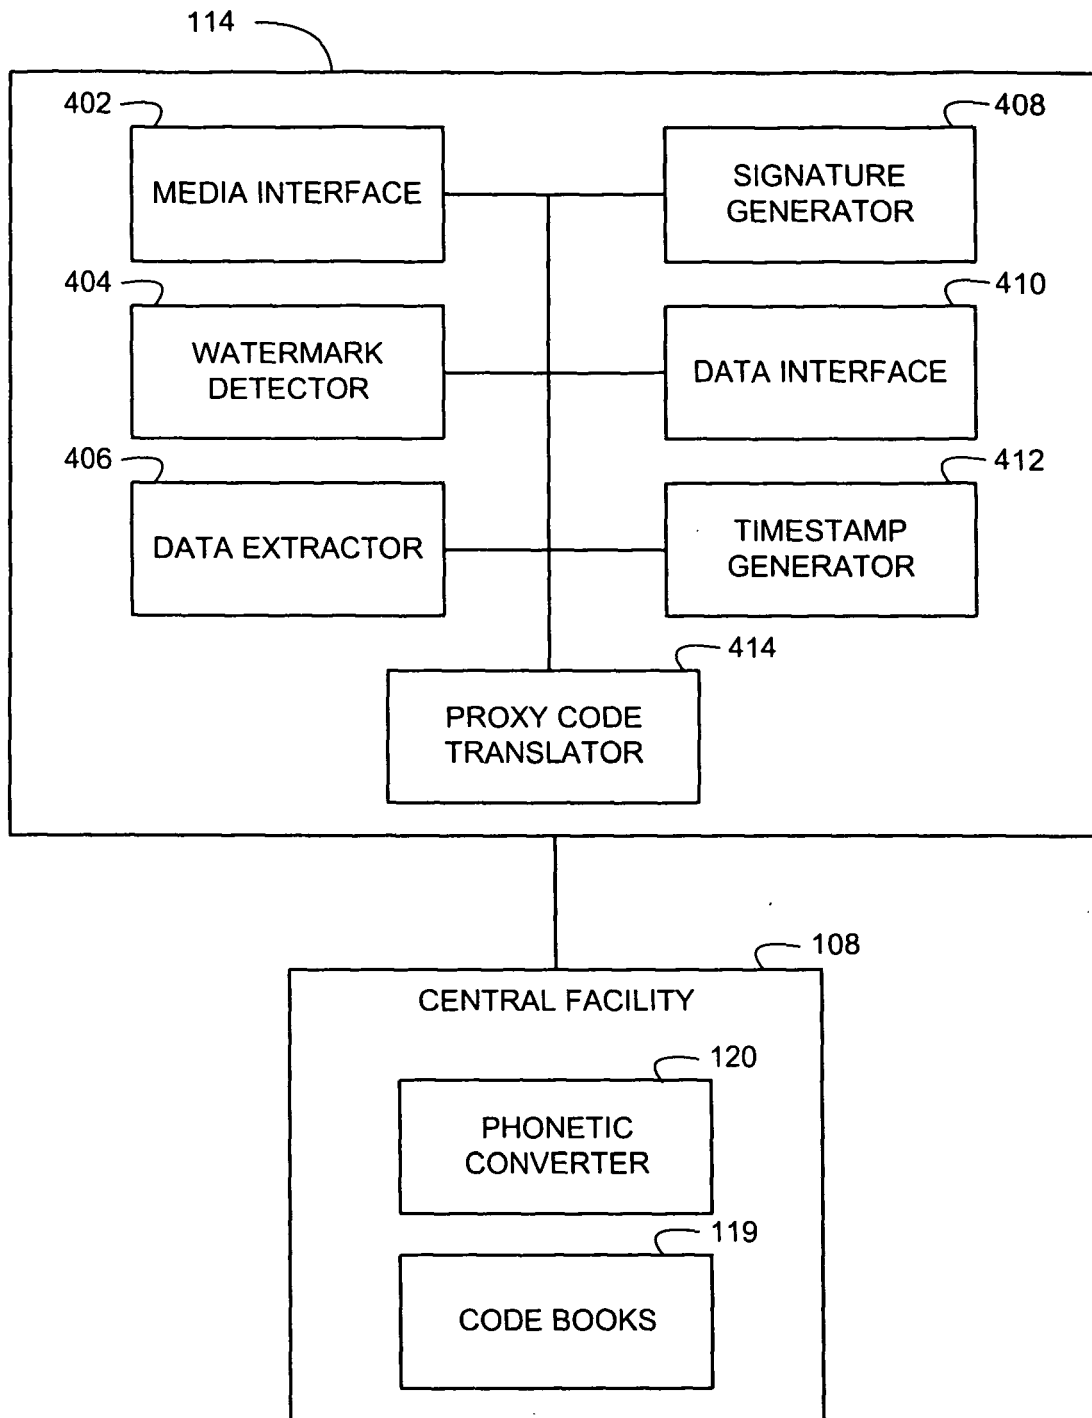 114
402
MEDIA INTERFACE
408
SIGNATURE
GENERATOR
404
WATERMARK
DETECTOR
410
DATA INTERFACE
406
DATA EXTRACTOR
412
TIMESTAMP
GENERATOR
414
PROXY CODE
TRANSLATOR
108
CENTRAL FACILITY
120
PHONETIC
CONVERTER
119
CODE BOOKS